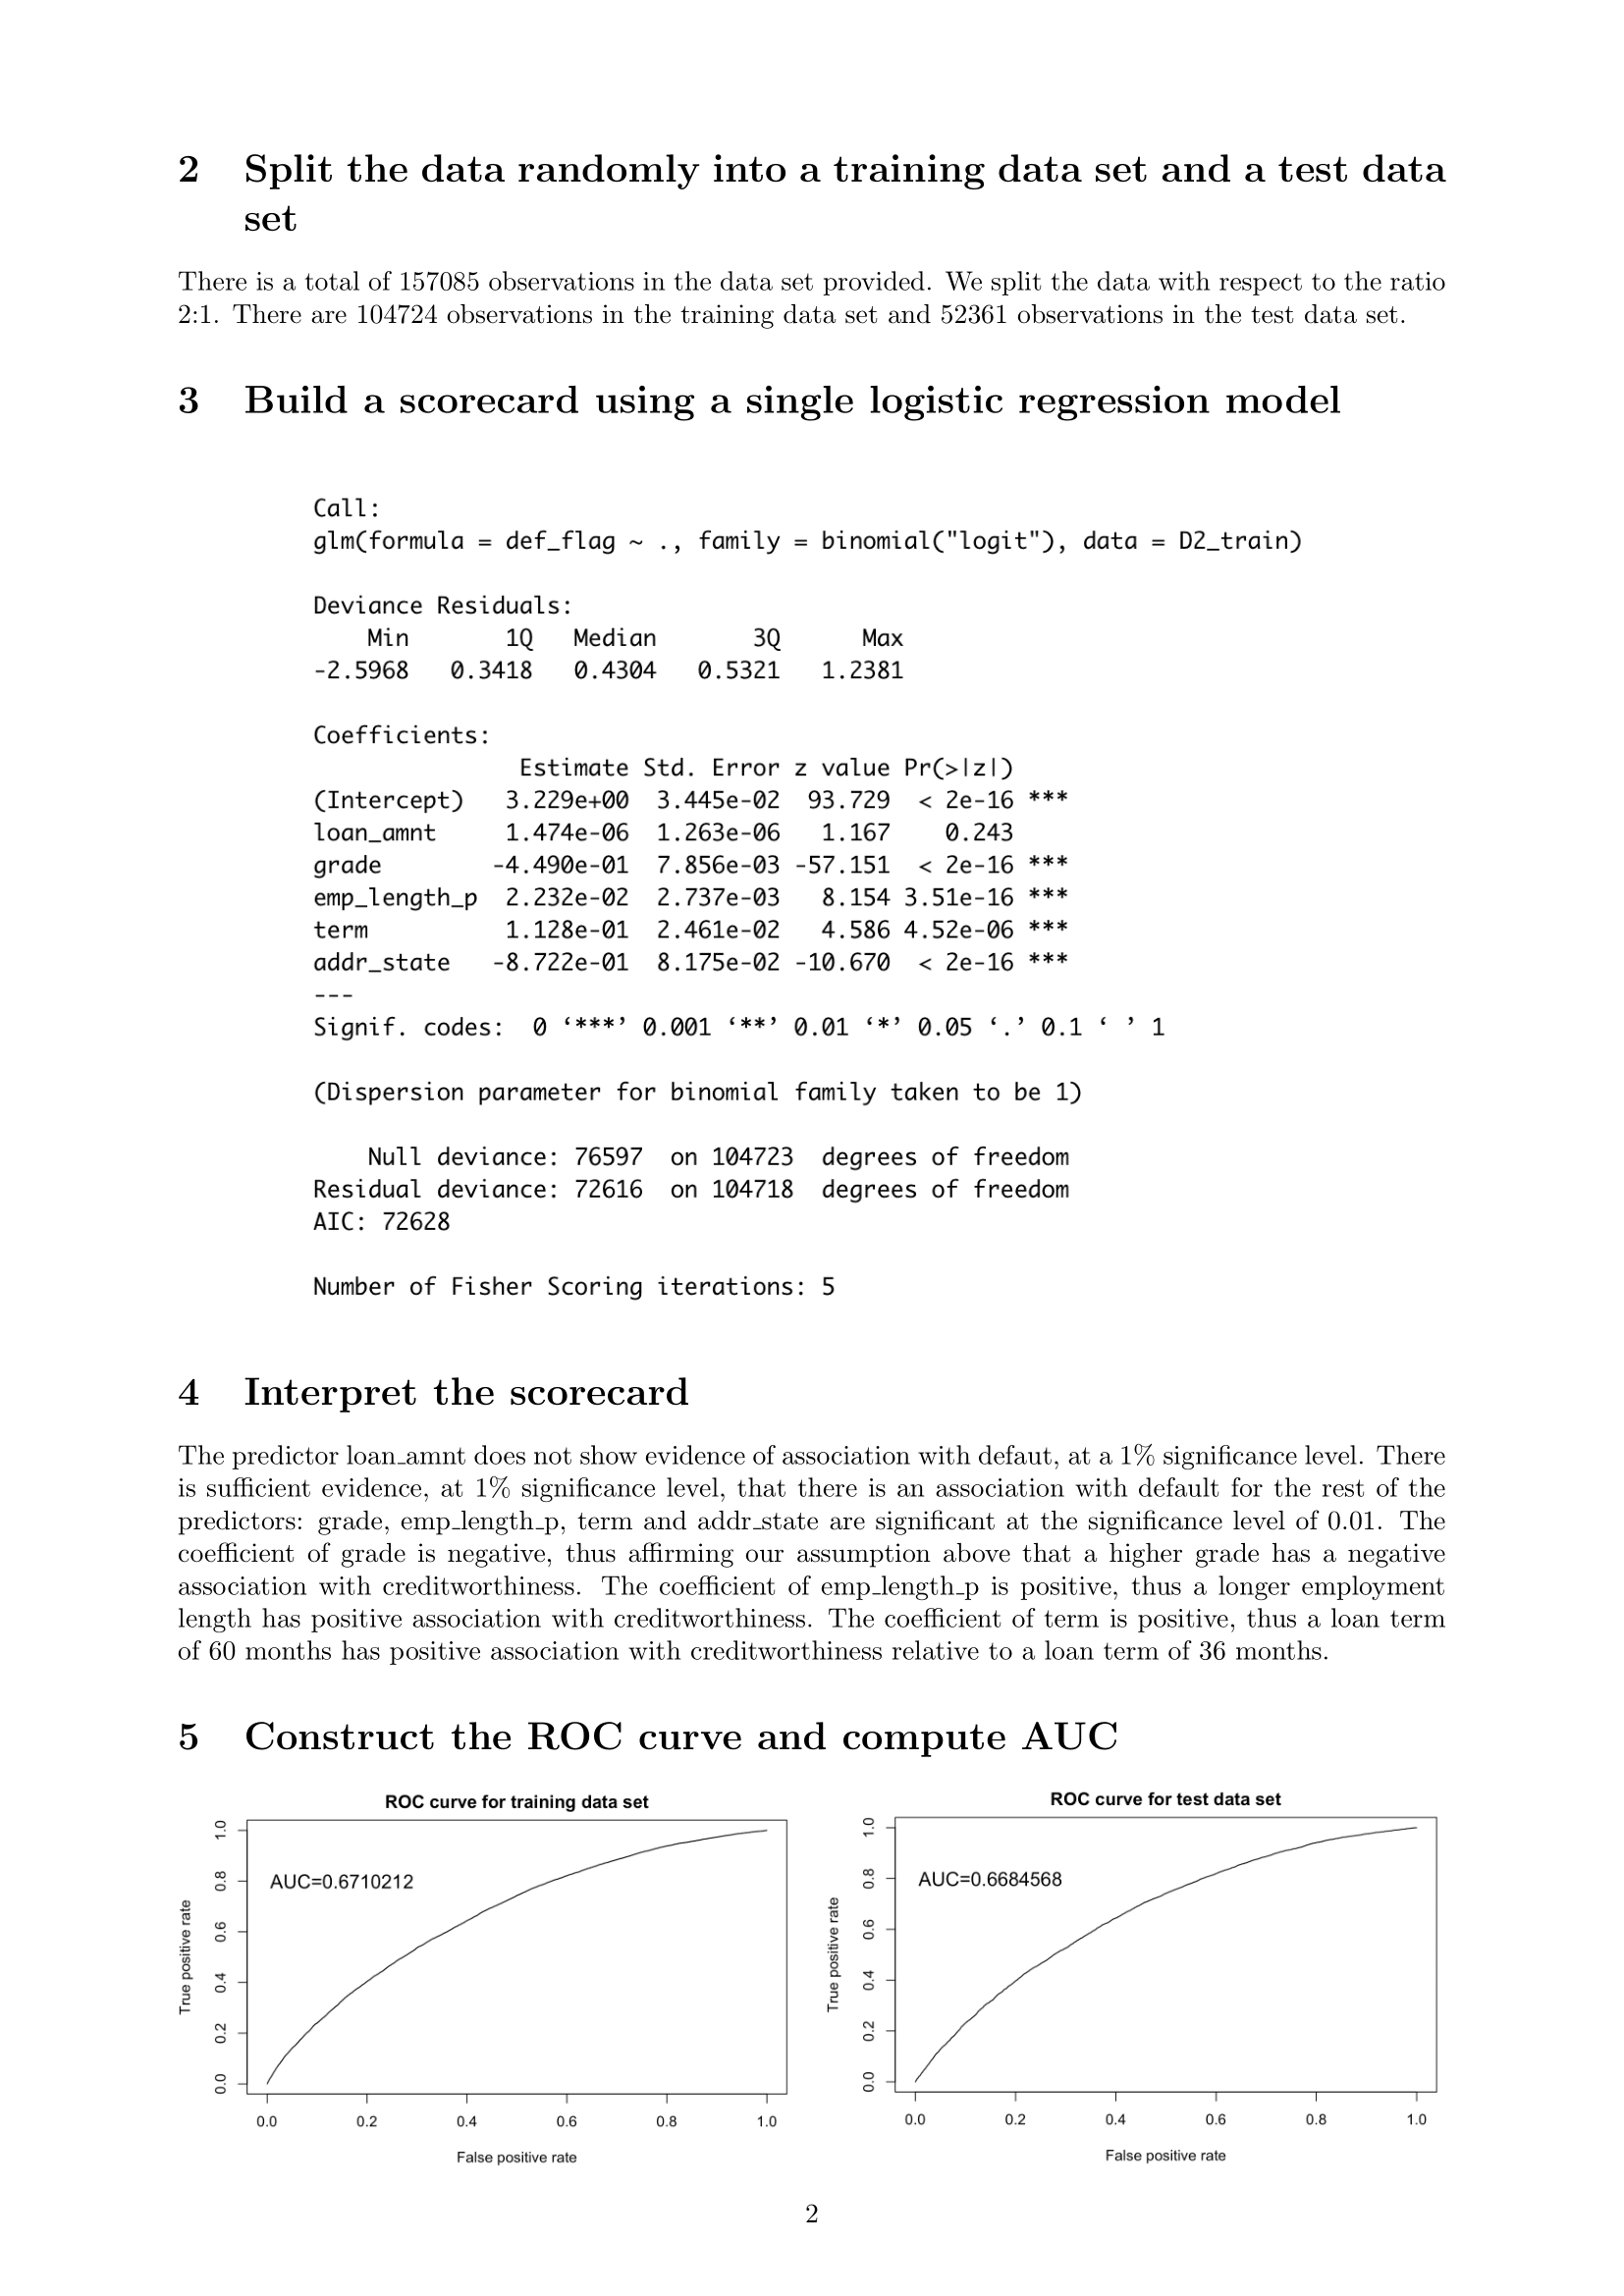 2 Split the data randomly into a training data set and a test data
set
There is a total of 157085 observations in the data set provided. We split the data with respect to the ratio
2:1. There are 104724 observations in the training data set and 52361 observations in the test data set.
3 Build a scorecard using a single logistic regression model
Call:
glm(formula = def_flag ~ ., family = binomial("logit"), data = D2_train)
Deviance Residuals:
Min 1Q Median 3Q Max
-2.5968 0.3418 0.4304 0.5321 1.2381
Coefficients:
Estimate Std. Error z value Pr(>|z|)
(Intercept) 3.229e+00 3.445e-02 93.729 < 2e-16 ***
loan_amnt 1.474e-06 1.263e-06 1.167 0.243
grade -4.490e-01 7.856e-03 -57.151 < 2e-16 ***
emp_length_p 2.232e-02 2.737e-03 8.154 3.51e-16 ***
term 1.128e-01 2.461e-02 4.586 4.52e-06 ***
addr_state -8.722e-01 8.175e-02 -10.670 < 2e-16 ***
---
Signif. codes: 0 ‘***’ 0.001 ‘**’ 0.01 ‘*’ 0.05 ‘.’ 0.1 ‘ ’ 1
(Dispersion parameter for binomial family taken to be 1)
Null deviance: 76597 on 104723 degrees of freedom
Residual deviance: 72616 on 104718 degrees of freedom
AIC: 72628
Number of Fisher Scoring iterations: 5
4 Interpret the scorecard
The predictor loan_amnt does not show evidence of association with defaut, at a 1% significance level. There
is sufficient evidence, at 1% significance level, that there is an association with default for the rest of the
predictors: grade, emp_length_p, term and addr_state are significant at the significance level of 0.01. The
coefficient of grade is negative, thus affirming our assumption above that a higher grade has a negative
association with creditworthiness. The coefficient of emp_length_p is positive, thus a longer employment
length has positive association with creditworthiness. The coefficient of term is positive, thus a loan term
of 60 months has positive association with creditworthiness relative to a loan term of 36 months.
5 Construct the ROC curve and compute AUC
ROC curve for training data set
AUC=0.6710212
True positive rate
1.0
0.8
0.6
0.4
0.2
0.0
0.0 0.2 0.4 0.6 0.8 1.0
False positive rate
ROC curve for test data set
AUC=0.6684568
True positive rate
1.0
0.8
0.6
0.4
0.2
0.0
0.0 0.2 0.4 0.6 0.8 1.0
False positive rate
2